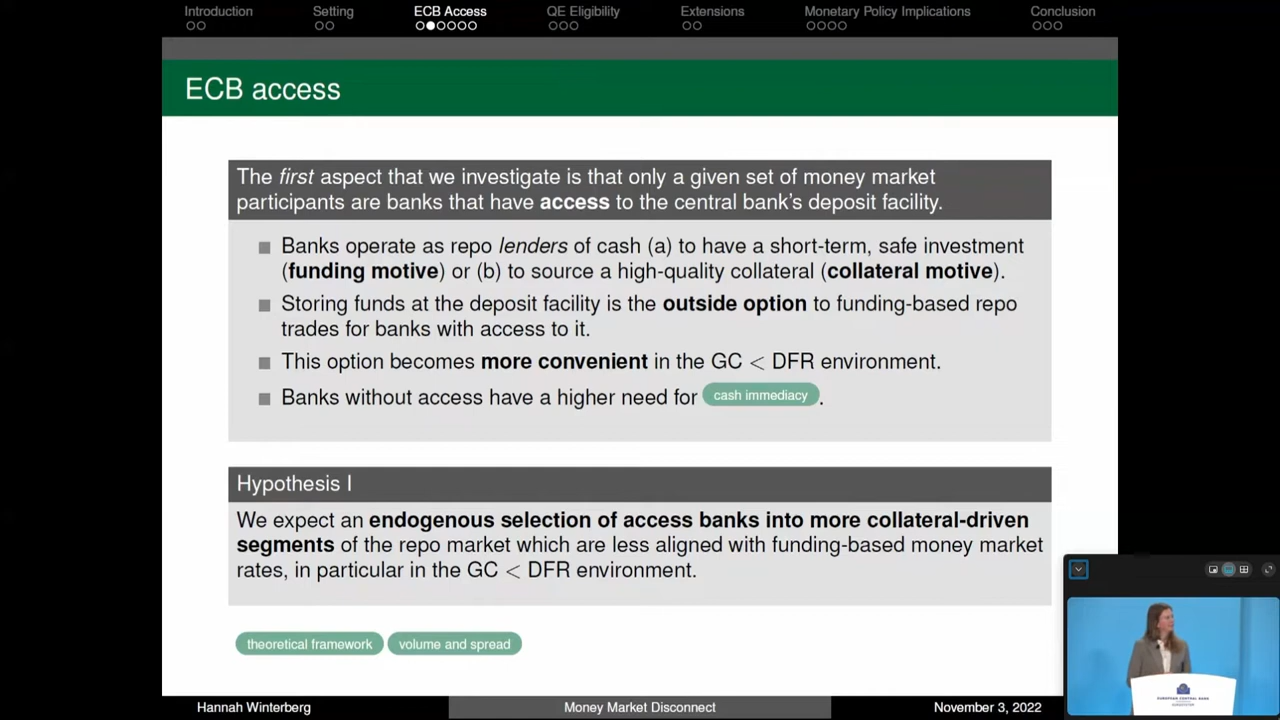 Introduction Setting ECB Access QE Eligibility Extensions Monetary Policy Implications Conclusion
ECB access
The first aspect that we investigate is that only a given set of money market
participants are banks that have access to the central bank's deposit facility.
Banks operate as repo lenders of cash (a) to have a short-term, safe investment
(funding motive) or (b) to source a high-quality collateral (collateral motive).
Storing funds at the deposit facility is the outside option to funding-based repo
trades for banks with access to it.
This option becomes more convenient in the GC < DFR environment.
Banks without access have a higher need for cash immediacy.
Hypothesis I
We expect an endogenous selection of access banks into more collateral-driven
segments of the repo market which are less aligned with funding-based money market
rates, in particular in the GC < DFR environment.
theoretical framework volume and spread
EUROPEAN CENTRAL BANK
EUROSYSTEM
Hannah Winterberg Money Market Disconnect November 3, 2022